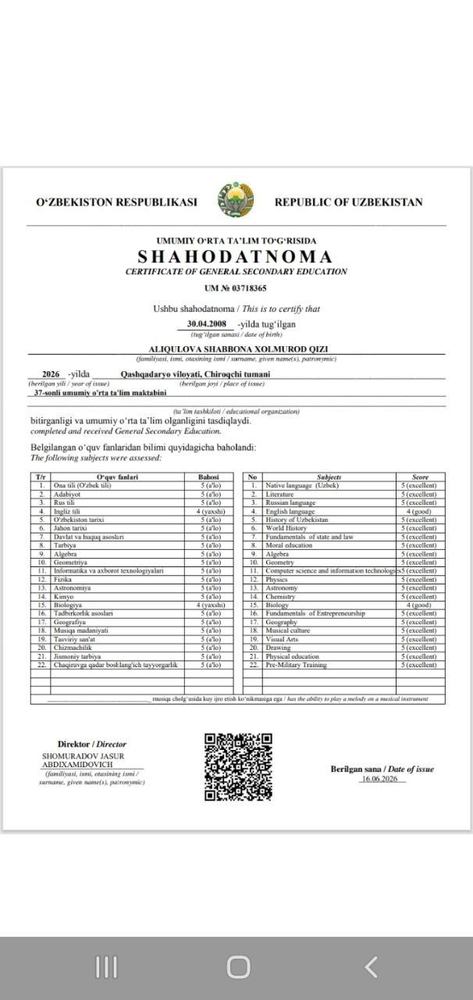 O‘ZBEKISTON RESPUBLIKASI REPUBLIC OF UZBEKISTAN
UMUMIY O‘RTA TA’LIM TO‘G‘RISIDA
SHAHODATNOMA
CERTIFICATE OF GENERAL SECONDARY EDUCATION
UM № 03718365
Ushbu shahodatnoma / This is to certify that
30.04.2008 -yilda tug‘ilgan
(tug‘ilgan sanasi / date of birth)
ALIQULOVA SHABBONA XOLMUROD QIZI
(familiyasi, ismi, otasining ismi / surname, given name(s), patronymic)
2026 -yilda Qashqadaryo viloyati, Chiroqchi tumani
(berilgan yili / year of issue) (berilgan joyi / place of issue)
37-sonli umumiy o'rta ta'lim maktabini
(ta’lim tashkiloti / educational organization)
bitirganligi va umumiy o‘rta ta’lim olganligini tasdiqlaydi.
completed and received General Secondary Education.
Belgilangan o‘quv fanlaridan bilimi quyidagicha baholandi:
The following subjects were assessed:
T/r O‘quv fanlari Bahosi No Subjects Score
1. Ona tili (O'zbek tili) 5 (a'lo) 1. Native language (Uzbek) 5 (excellent)
2. Adabiyot 5 (a'lo) 2. Literature 5 (excellent)
3. Rus tili 5 (a'lo) 3. Russian language 5 (excellent)
4. Ingliz tili 4 (yaxshi) 4. English language 4 (good)
5. O'zbekiston tarixi 5 (a'lo) 5. History of Uzbekistan 5 (excellent)
6. Jahon tarixi 5 (a'lo) 6. World History 5 (excellent)
7. Davlat va huquq asoslari 5 (a'lo) 7. Fundamentals of state and law 5 (excellent)
8. Tarbiya 5 (a'lo) 8. Moral education 5 (excellent)
9. Algebra 5 (a'lo) 9. Algebra 5 (excellent)
10. Geometriya 5 (a'lo) 10. Geometry 5 (excellent)
11. Informatika va axborot texnologiyalari 5 (a'lo) 11. Computer science and information technologies 5 (excellent)
12. Fizika 5 (a'lo) 12. Physics 5 (excellent)
13. Astronomiya 5 (a'lo) 13. Astronomy 5 (excellent)
14. Kimyo 5 (a'lo) 14. Chemistry 5 (excellent)
15. Biologiya 4 (yaxshi) 15. Biology 4 (good)
16. Tadbirkorlik asoslari 5 (a'lo) 16. Fundamentals of Entrepreneurship 5 (excellent)
17. Geografiya 5 (a'lo) 17. Geography 5 (excellent)
18. Musiqa madaniyati 5 (a'lo) 18. Musical culture 5 (excellent)
19. Tasviriy san'at 5 (a'lo) 19. Visual Arts 5 (excellent)
20. Chizmachilik 5 (a'lo) 20. Drawing 5 (excellent)
21. Jismoniy tarbiya 5 (a'lo) 21. Physical education 5 (excellent)
22. Chaqiruvga qadar boshlang'ich tayyorgarlik 5 (a'lo) 22. Pre-Military Training 5 (excellent)
musiqa cholg‘usida kuy ijro etish ko‘nikmasiga ega / has the ability to play a melody on a musical instrument
Direktor / Director
SHOMURADOV JASUR
ABDIXAMIDOVICH
(familiyasi, ismi, otasining ismi /
surname, given name(s), patronymic)
Berilgan sana / Date of issue
16.06.2026